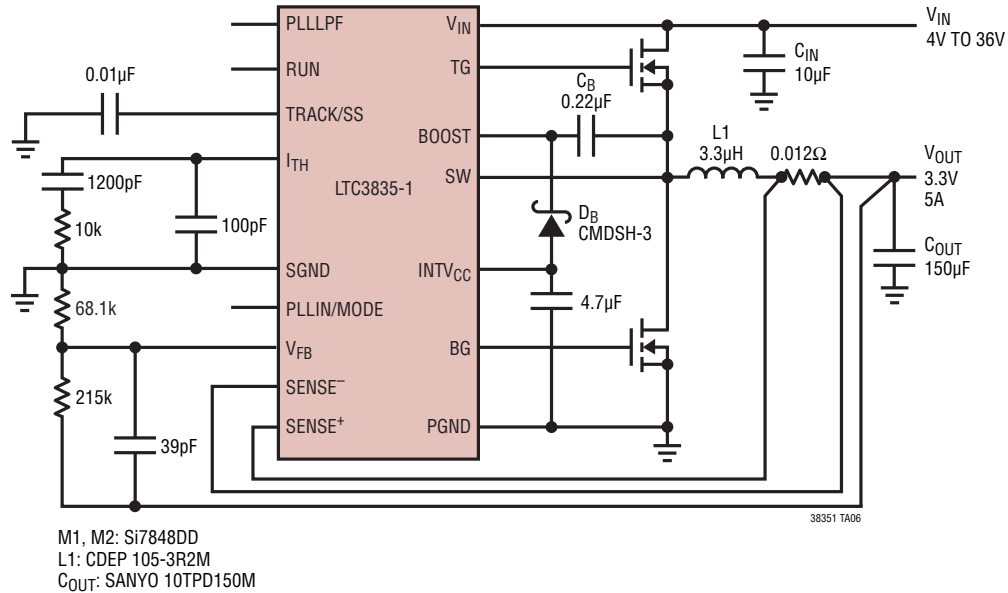 PLLLPF
RUN
TRACK/SS
I_TH
LTC3835-1
SGND
PLLIN/MODE
V_FB
SENSE–
SENSE+
V_IN
TG
BOOST
SW
INTV_CC
BG
PGND
0.01µF
1200pF
10k
100pF
68.1k
215k
39pF
C_B
0.22µF
D_B
CMDSH-3
4.7µF
L1
3.3µH
0.012Ω
V_IN
4V TO 36V
C_IN
10µF
V_OUT
3.3V
5A
C_OUT
150µF
38351 TA06
M1, M2: Si7848DD
L1: CDEP 105-3R2M
C_OUT: SANYO 10TPD150M